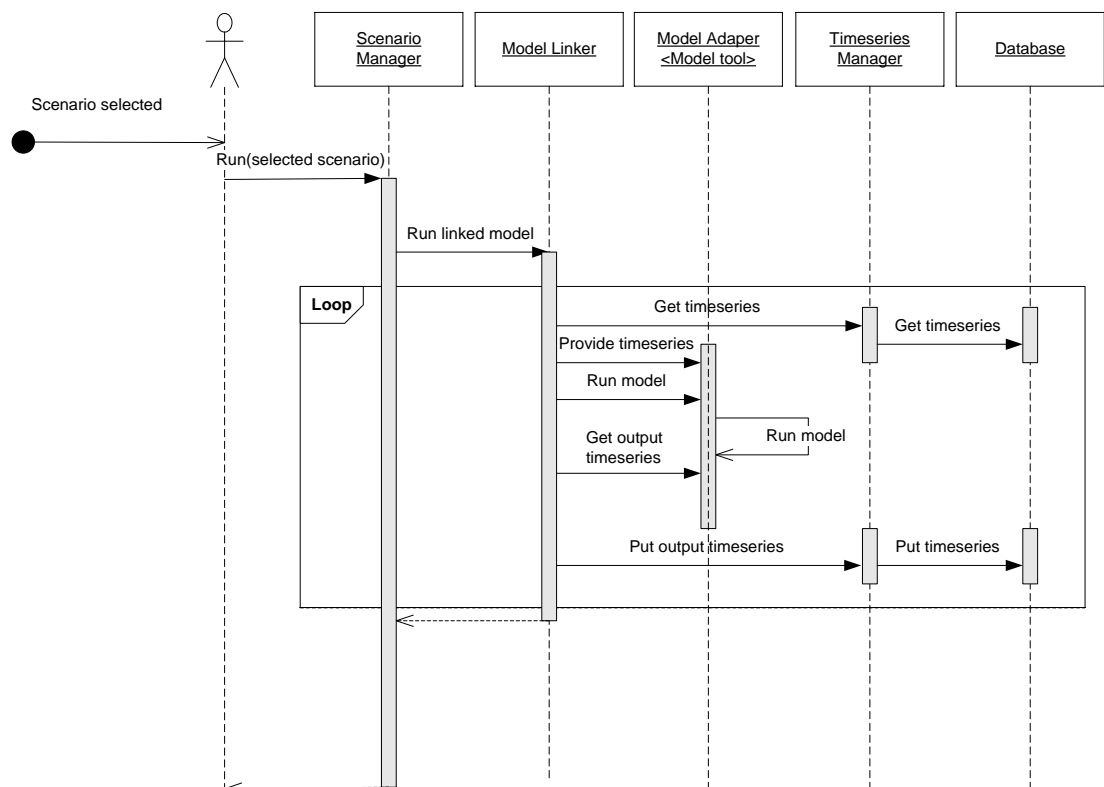 Scenario
Manager
Model Linker
Model Adaper
<Model tool>
Timeseries
Manager
Database
Scenario selected
Run(selected scenario)
Run linked model
Loop
Get timeseries
Get timeseries
Provide timeseries
Run model
Run model
Get output
timeseries
Put output timeseries
Put timeseries